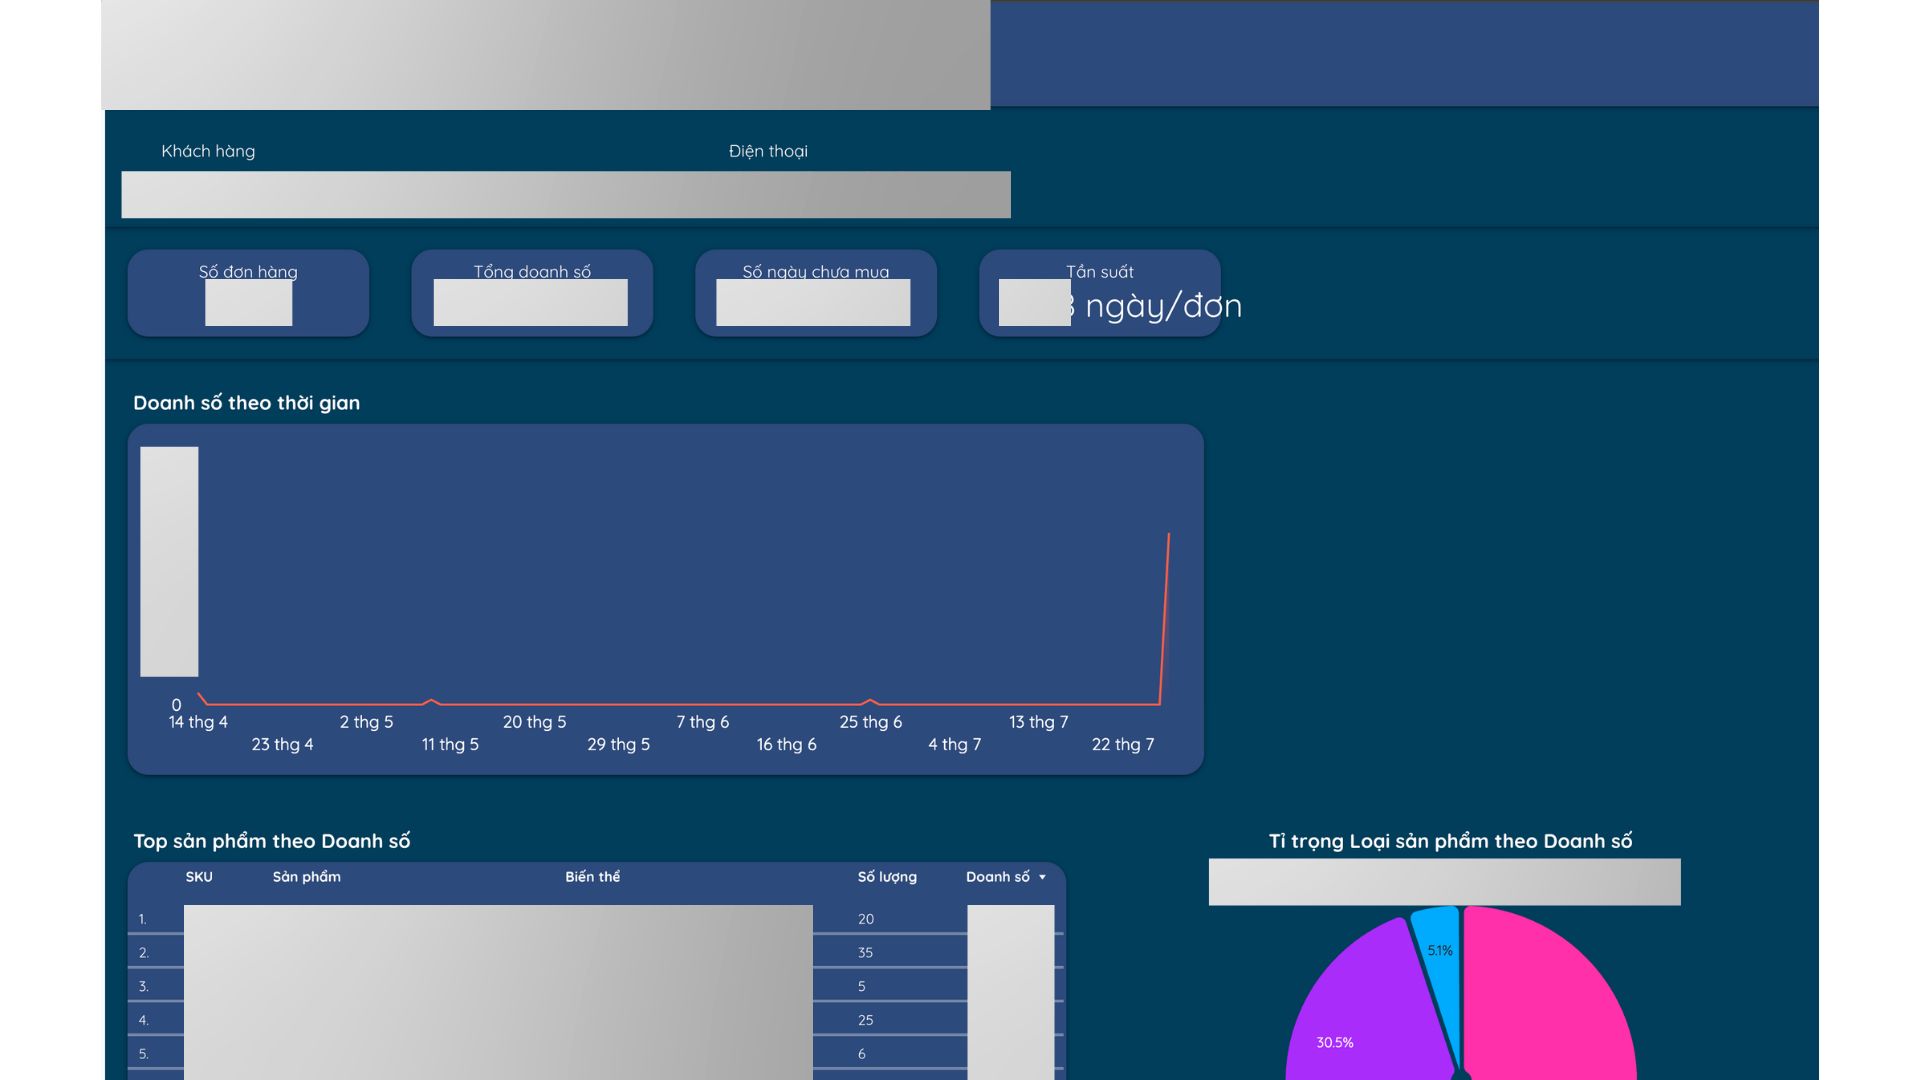 Khách hàng
Điện thoại
Số đơn hàng
Tổng doanh số
Số ngày chưa mua
Tần suất
ngày/đơn
Doanh số theo thời gian
0
14 thg 4
2 thg 5
20 thg 5
7 thg 6
25 thg 6
13 thg 7
23 thg 4
11 thg 5
29 thg 5
16 thg 6
4 thg 7
22 thg 7
Top sản phẩm theo Doanh số
Tỉ trọng Loại sản phẩm theo Doanh số
SKU Sản phẩm Biến thể Số lượng Doanh số
1. 20
2. 35
3. 5
4. 25
5. 6
5.1%
30.5%